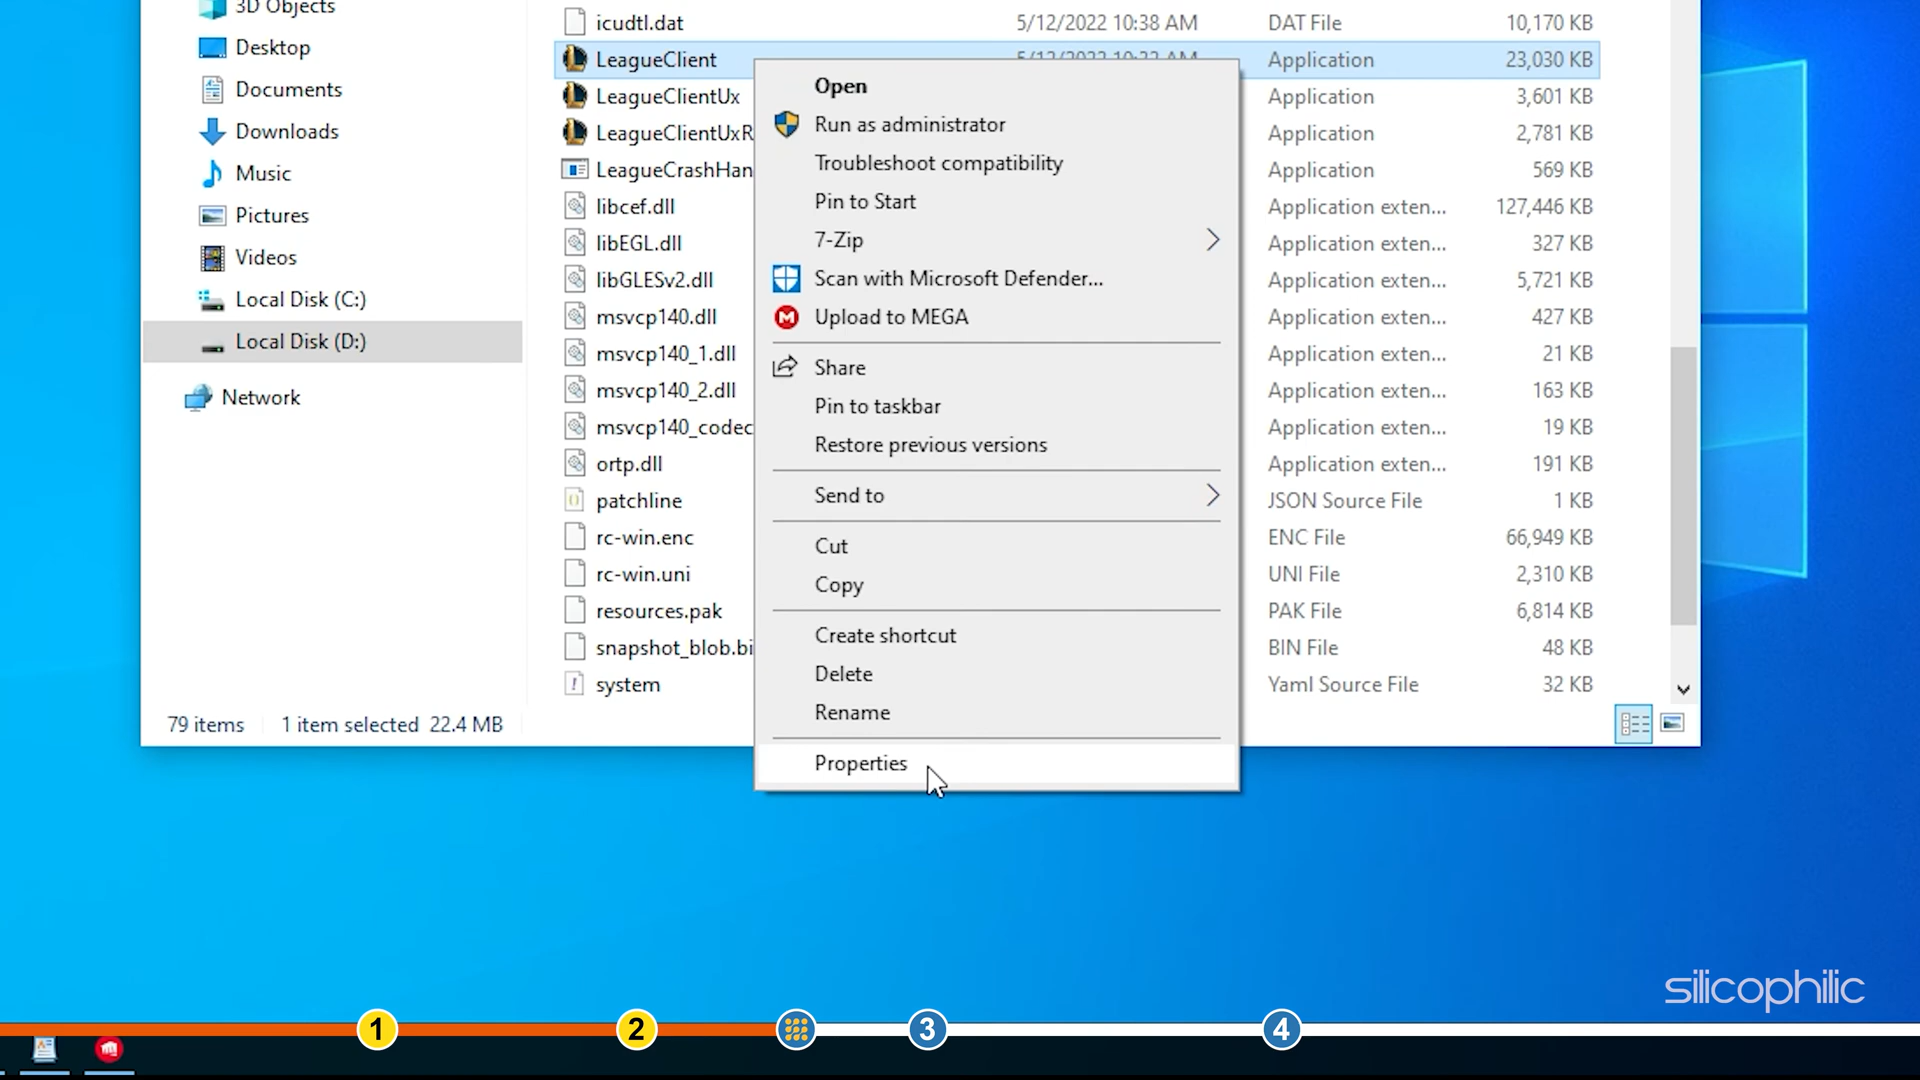 3D Objects
Desktop
Documents
Downloads
Music
Pictures
Videos
Local Disk (C:)
Local Disk (D:)
Network
icudtl.dat 5/12/2022 10:38 AM DAT File 10,170 KB
LeagueClient Application 23,030 KB
LeagueClientUx Application 3,601 KB
LeagueClientUxR Application 2,781 KB
LeagueCrashHan Application 569 KB
libcef.dll Application exten... 127,446 KB
libEGL.dll Application exten... 327 KB
libGLESv2.dll Application exten... 5,721 KB
msvcp140.dll Application exten... 427 KB
msvcp140_1.dll Application exten... 21 KB
msvcp140_2.dll Application exten... 163 KB
msvcp140_codec Application exten... 19 KB
ortp.dll Application exten... 191 KB
patchline JSON Source File 1 KB
rc-win.enc ENC File 66,949 KB
rc-win.uni UNI File 2,310 KB
resources.pak PAK File 6,814 KB
snapshot_blob.bi BIN File 48 KB
system Yaml Source File 32 KB
Open
Run as administrator
Troubleshoot compatibility
Pin to Start
7-Zip
Scan with Microsoft Defender...
Upload to MEGA
Share
Pin to taskbar
Restore previous versions
Send to
Cut
Copy
Create shortcut
Delete
Rename
Properties
79 items 1 item selected 22.4 MB
silicophilic
1 2 3 4